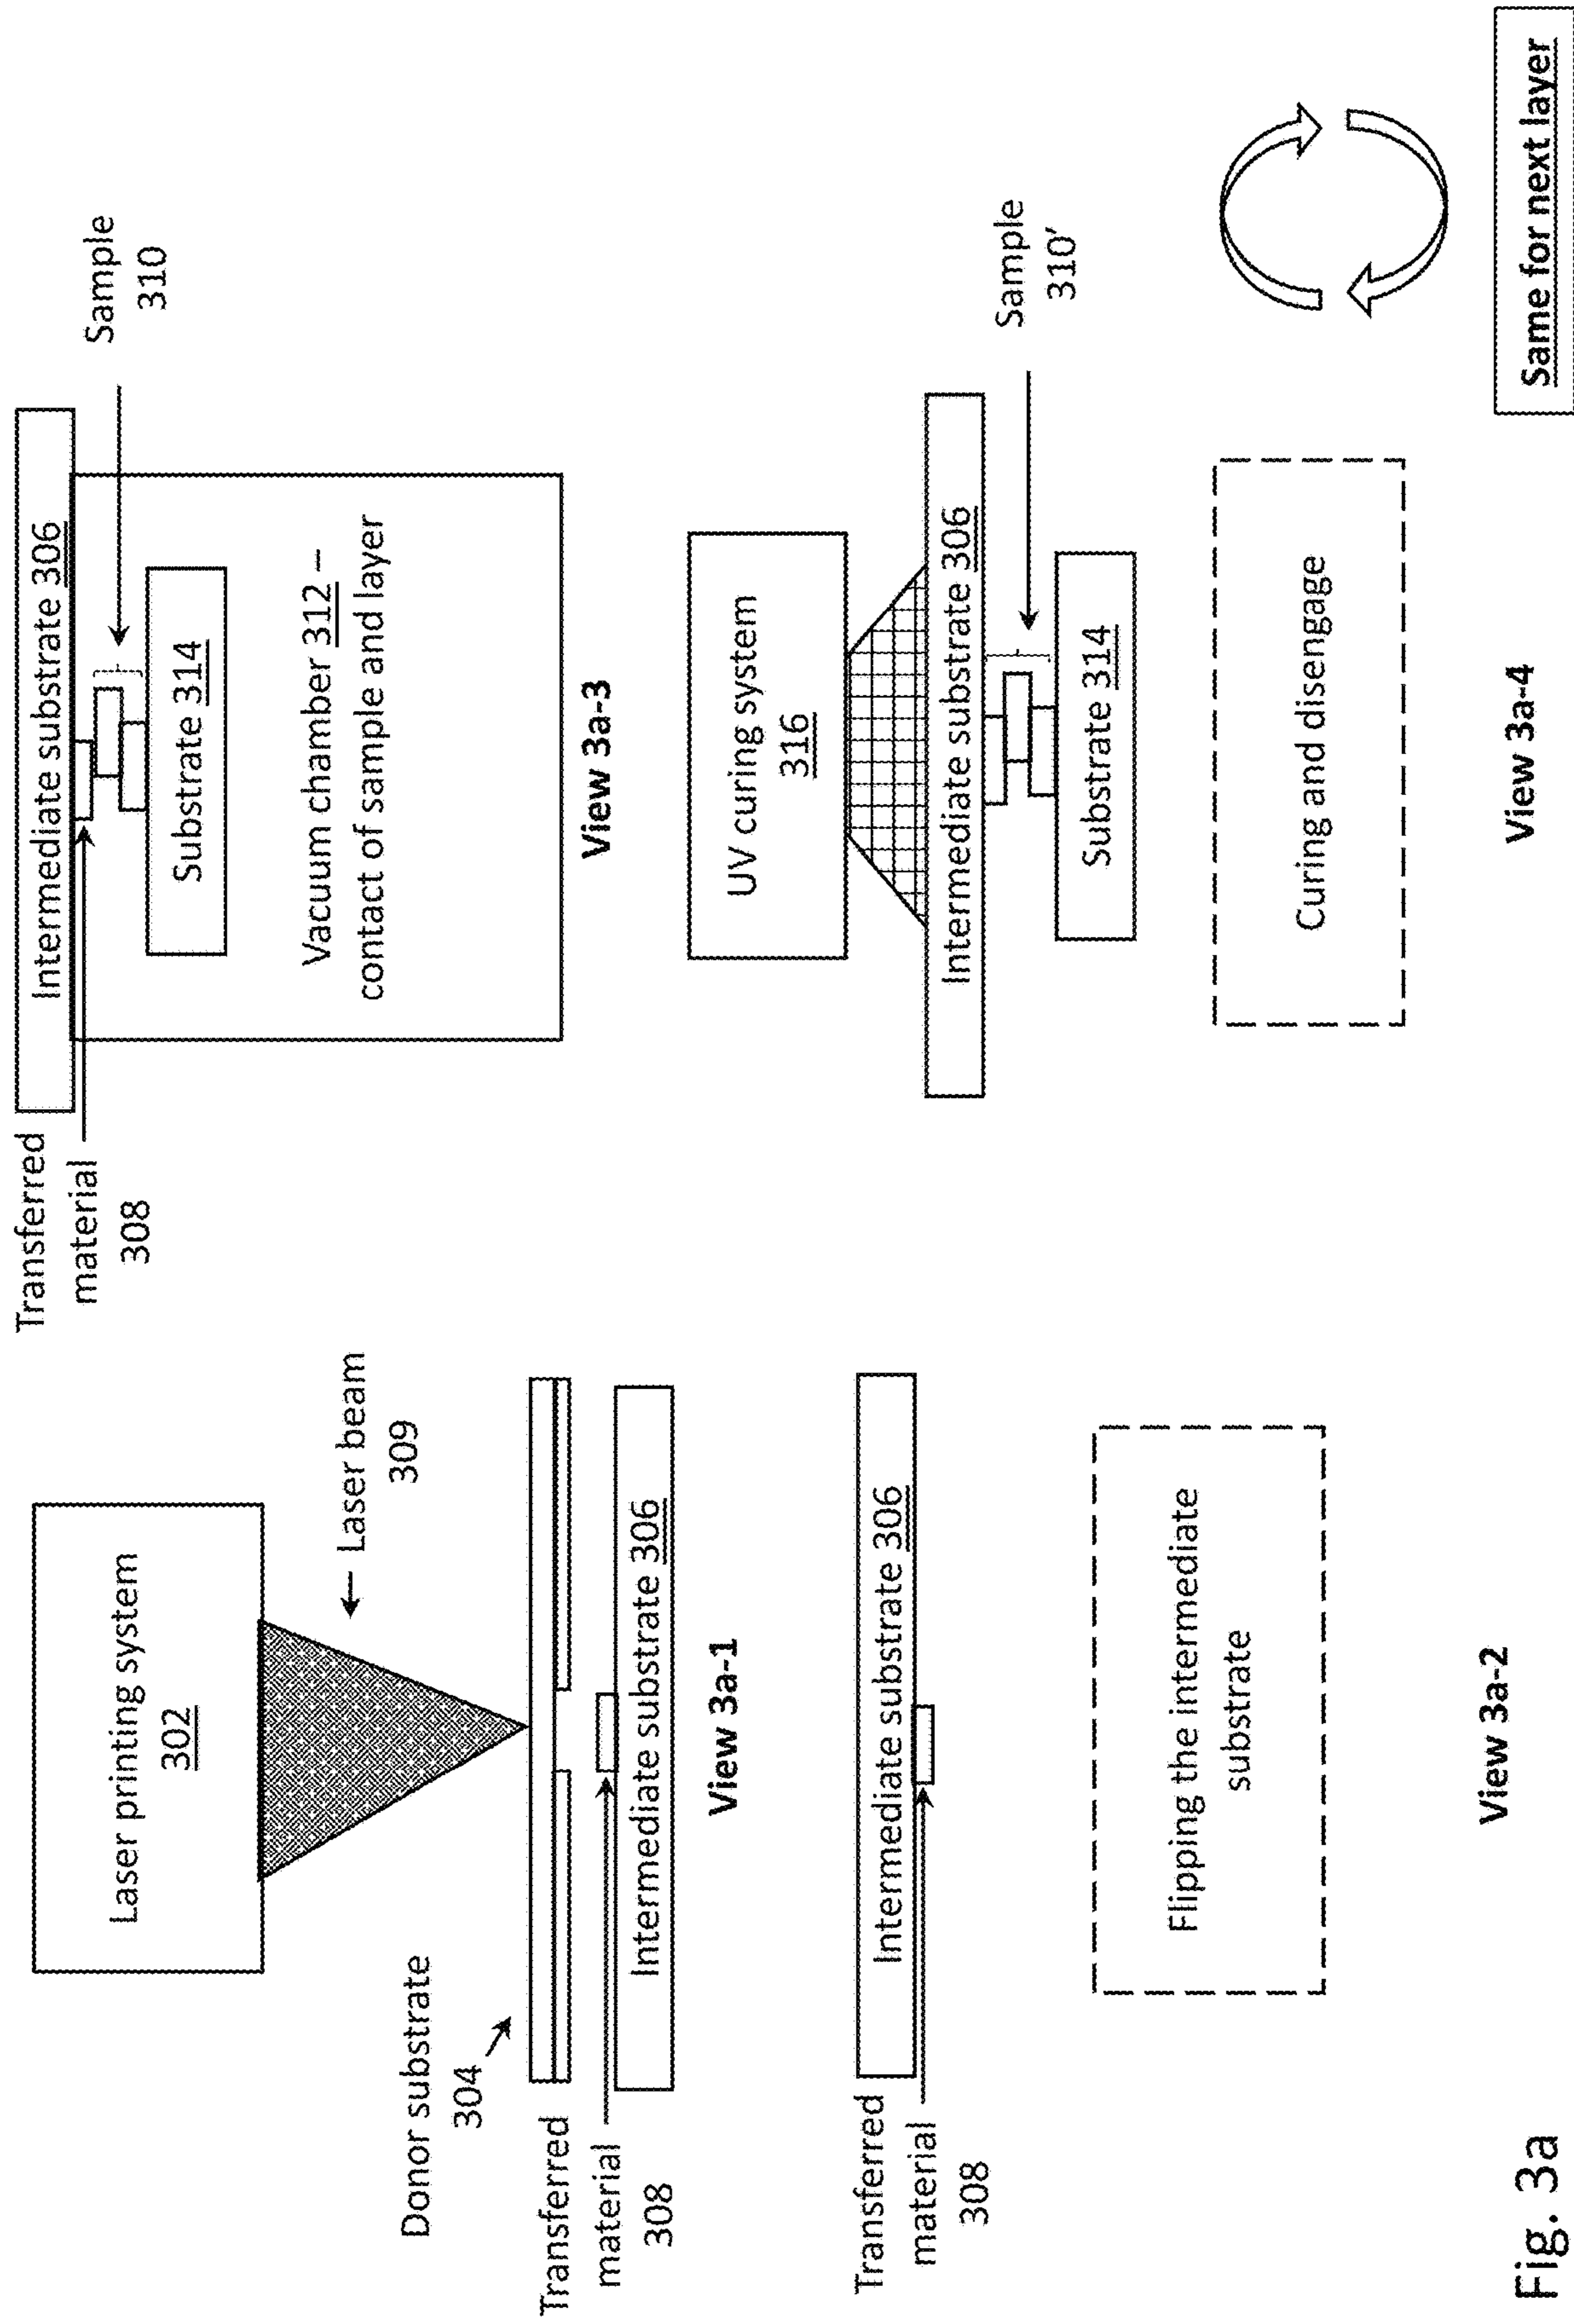 Laser printing system
302
Laser beam
309
Donor substrate
304
Transferred
material
308
Intermediate substrate 306
View 3a-1
Intermediate substrate 306
Transferred
material
308
Flipping the intermediate
substrate
View 3a-2
Transferred
material
308
Intermediate substrate 306
Sample
310
Substrate 314
Vacuum chamber 312 –
contact of sample and layer
View 3a-3
UV curing system
316
Intermediate substrate 306
Sample
310′
Substrate 314
Curing and disengage
View 3a-4
Same for next layer
Fig. 3a